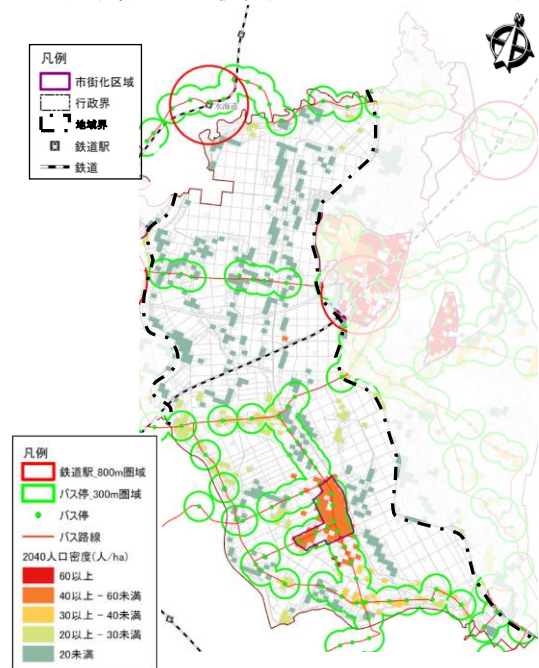 凡例
市街化区域
行政界
地域界
鉄道駅
鉄道
水海道
凡例
鉄道駅_800m圏域
バス停_300m圏域
バス停
バス路線
2040人口密度(人/ha)
60以上
40以上 - 60未満
30以上 - 40未満
20以上 - 30未満
20未満